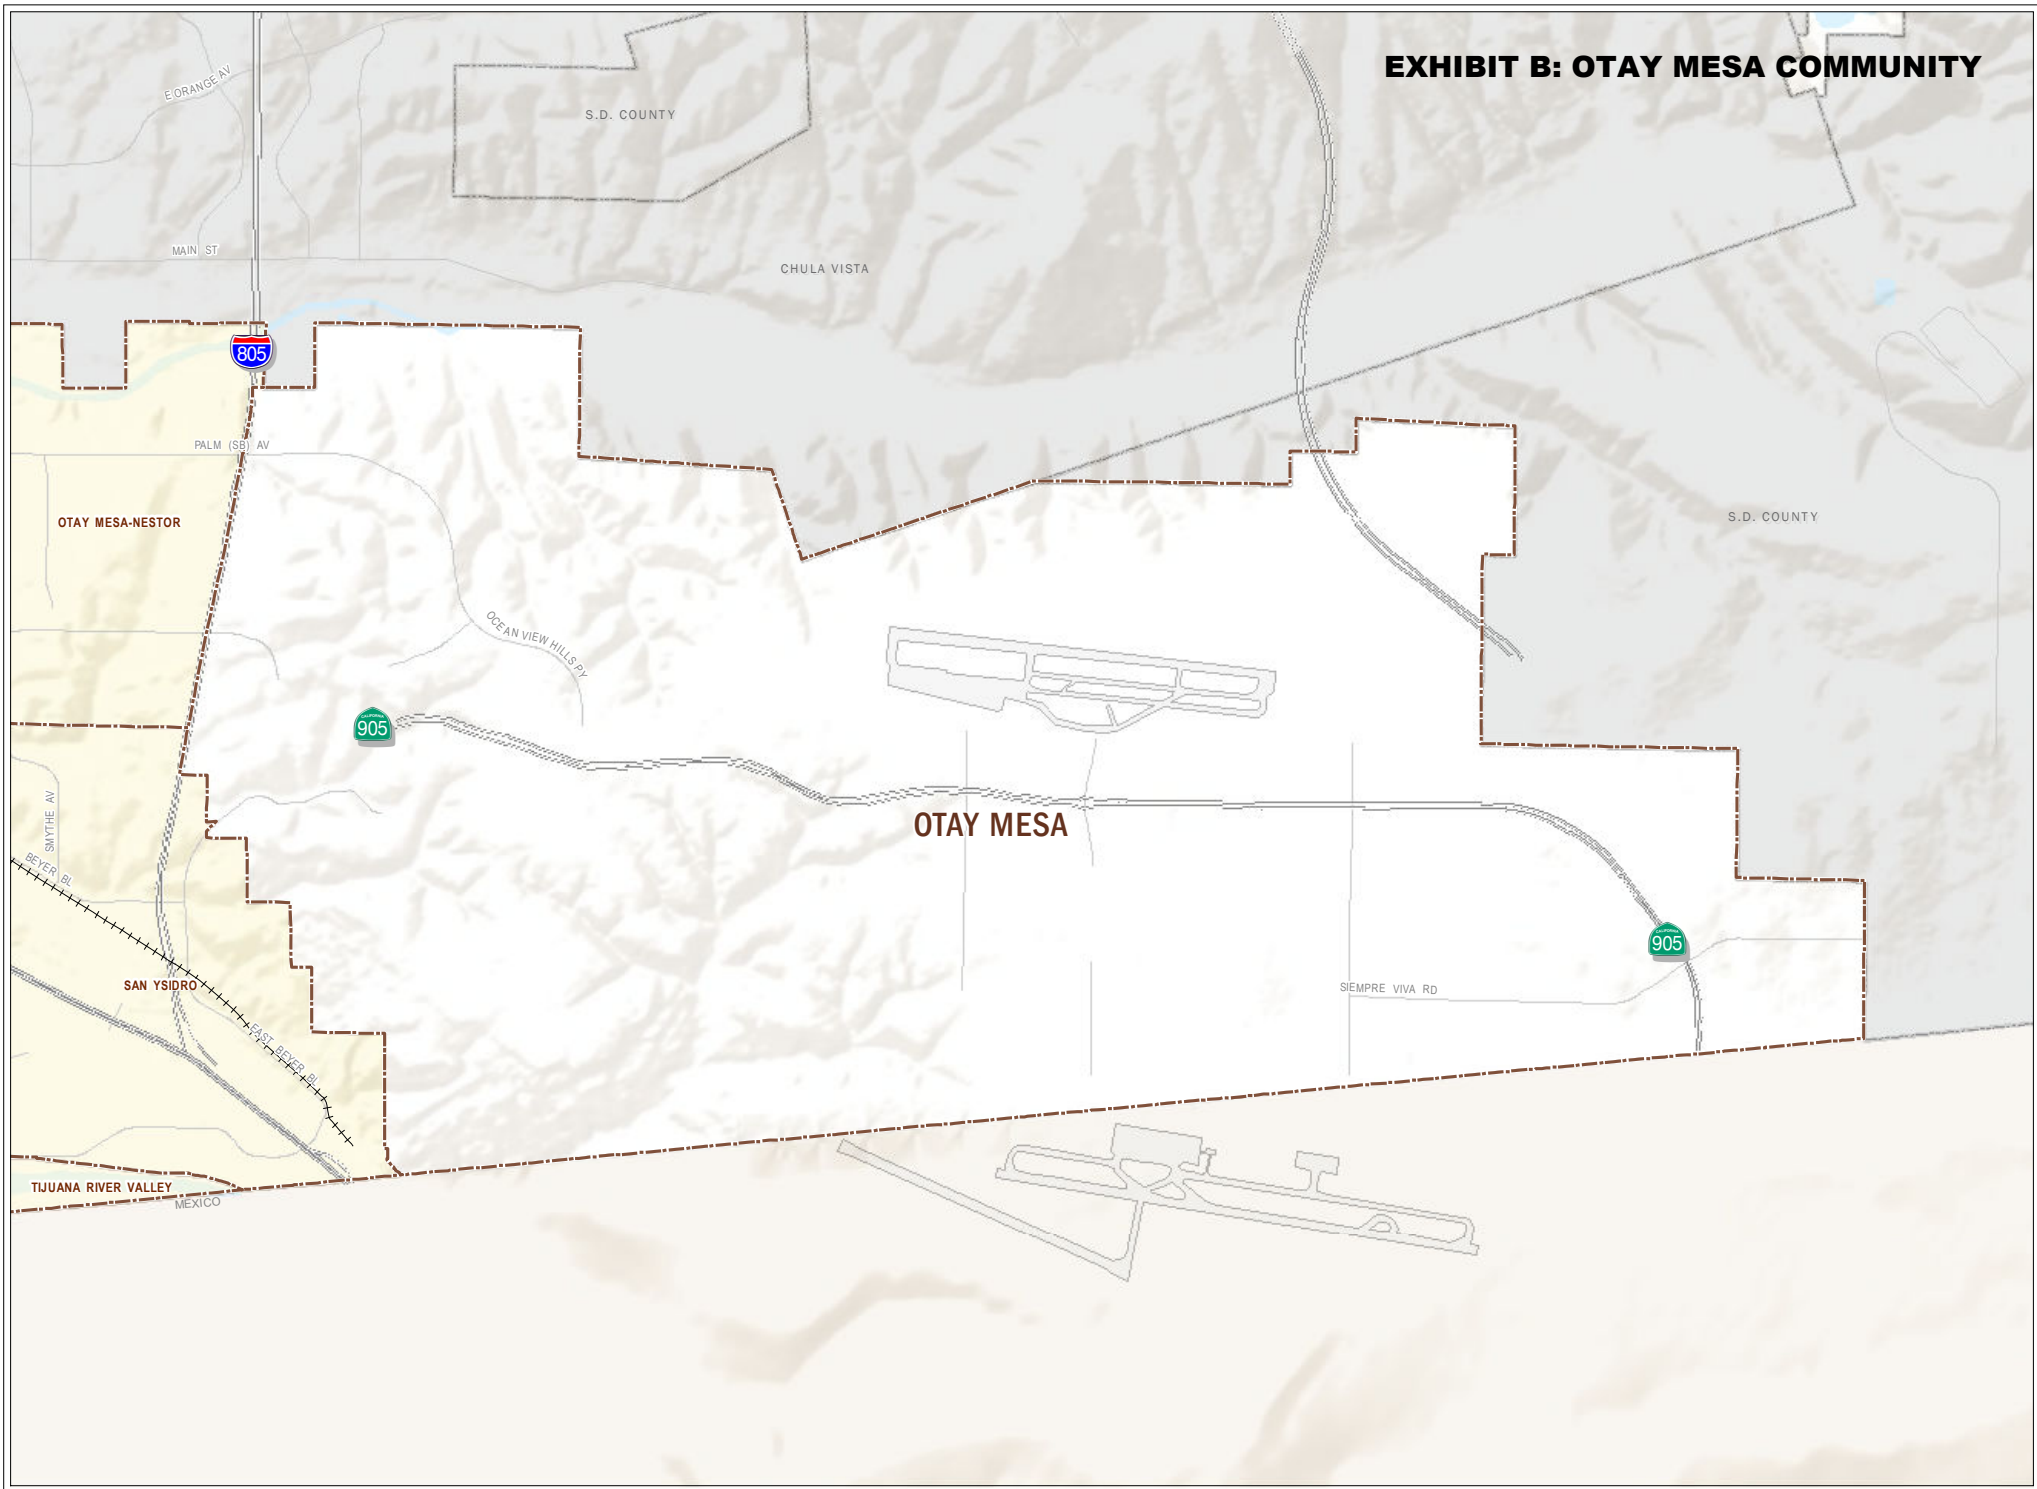 EXHIBIT B: OTAY MESA COMMUNITY
E ORANGE AV
S.D. COUNTY
MAIN ST
CHULA VISTA
805
PALM (SB) AV
OTAY MESA-NESTOR
S.D. COUNTY
OCEAN VIEW HILLS PY
CALIFORNIA
905
SMYTHE AV
OTAY MESA
BEYER BL
CALIFORNIA
905
SAN YSIDRO
SIEMPRE VIVA RD
EAST BEYER BL
TIJUANA RIVER VALLEY
MEXICO